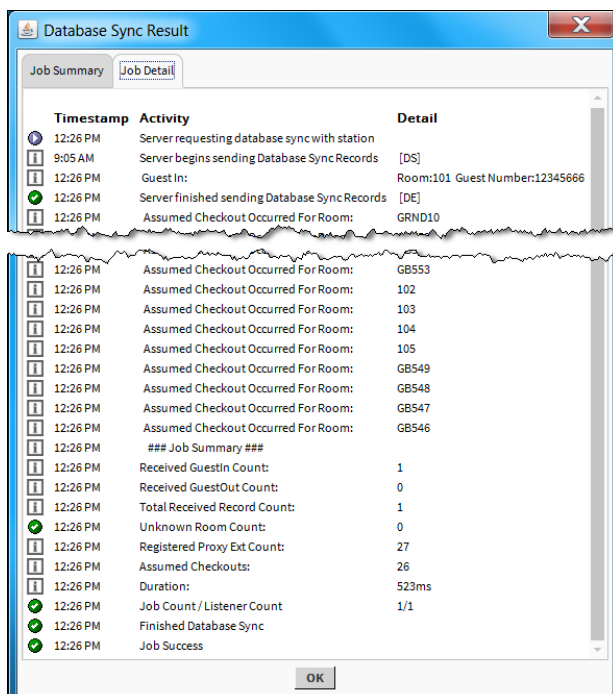 Database Sync Result
Job Summary Job Detail
Timestamp Activity Detail
12:26 PM Server requesting database sync with station
9:05 AM Server begins sending Database Sync Records [DS]
12:26 PM Guest In: Room:101 Guest Number:12345666
12:26 PM Server finished sending Database Sync Records [DE]
12:26 PM Assumed Checkout Occurred For Room: GRND10
12:26 PM Assumed Checkout Occurred For Room: GB553
12:26 PM Assumed Checkout Occurred For Room: 102
12:26 PM Assumed Checkout Occurred For Room: 103
12:26 PM Assumed Checkout Occurred For Room: 104
12:26 PM Assumed Checkout Occurred For Room: 105
12:26 PM Assumed Checkout Occurred For Room: GB549
12:26 PM Assumed Checkout Occurred For Room: GB548
12:26 PM Assumed Checkout Occurred For Room: GB547
12:26 PM Assumed Checkout Occurred For Room: GB546
12:26 PM ### Job Summary ###
12:26 PM Received GuestIn Count: 1
12:26 PM Received GuestOut Count: 0
12:26 PM Total Received Record Count: 1
12:26 PM Unknown Room Count: 0
12:26 PM Registered Proxy Ext Count: 27
12:26 PM Assumed Checkouts: 26
12:26 PM Duration: 523ms
12:26 PM Job Count / Listener Count 1/1
12:26 PM Finished Database Sync
12:26 PM Job Success
OK